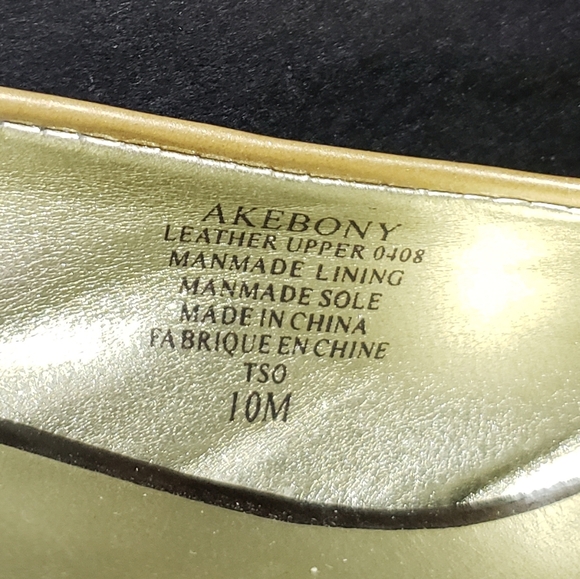 AKEBONY
LEATHER UPPER 0408
MANMADE LINING
MANMADE SOLE
MADE IN CHINA
FABRIQUE EN CHINE
TSO
10M